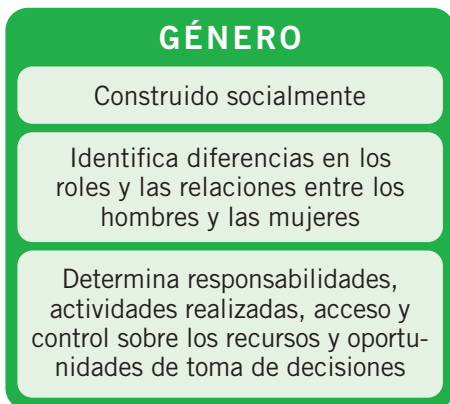 GÉNERO
Construido socialmente
Identifica diferencias en los
roles y las relaciones entre los
hombres y las mujeres
Determina responsabilidades,
actividades realizadas, acceso y
control sobre los recursos y oportu-
nidades de toma de decisiones